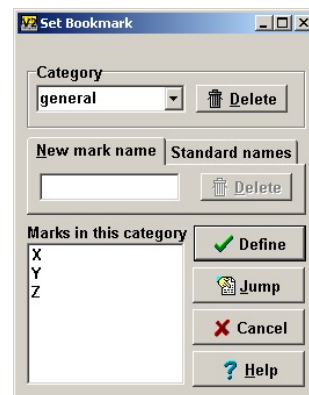 V2 Set Bookmark
Category
general
Delete
New mark name
Standard names
Delete
Marks in this category
X
Y
Z
Define
Jump
Cancel
Help